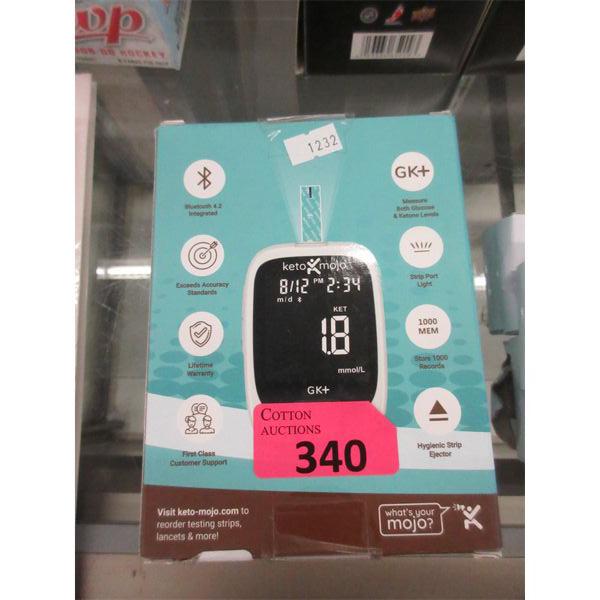 1232
Bluetooth 4.2
Integrated
Exceeds Accuracy
Standards
Lifetime
Warranty
First Class
Customer Support
keto mojo
8/12 PM 2:34
m/d
KET
1.8
mmol/L
GK+
GK+
Measure
Both Glucose
& Ketone Levels
Strip Port
Light
1000
MEM
Store 1000
Records
Hygienic Strip
Ejector
COTTON
AUCTIONS
340
Visit keto-mojo.com to
reorder testing strips,
lancets & more!
what's your
mojo?